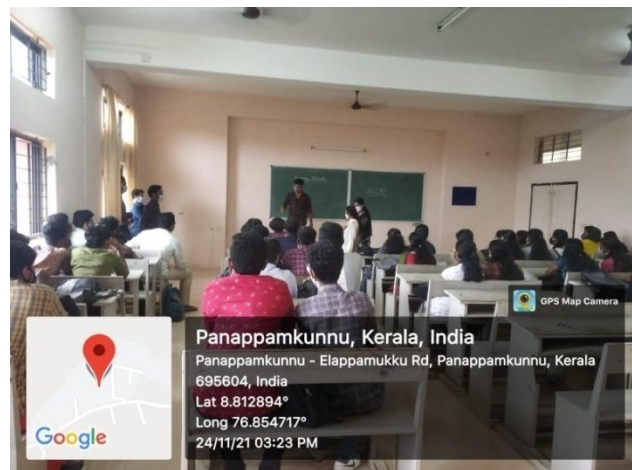 GPS Map Camera
Panappamkunnu, Kerala, India
Panappamkunnu - Elappamukku Rd, Panappamkunnu, Kerala
695604, India
Lat 8.812894°
Long 76.854717°
24/11/21 03:23 PM
Google